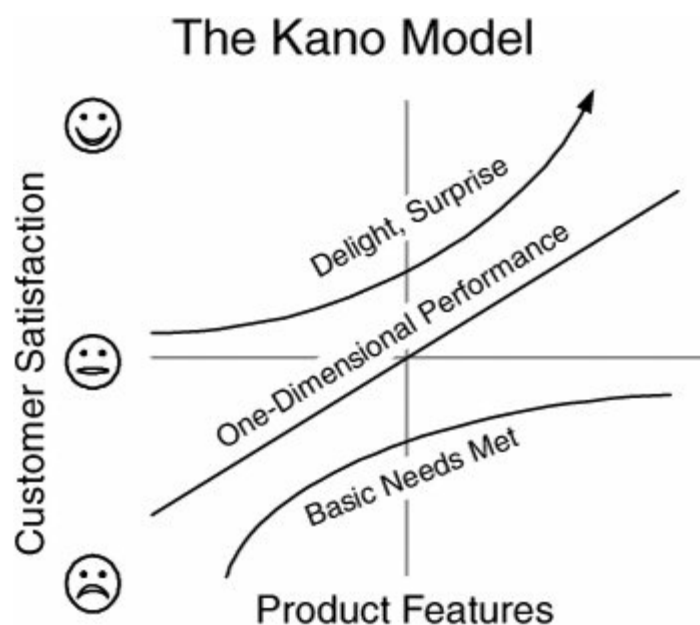 The Kano Model
Customer Satisfaction
Delight, Surprise
One-Dimensional Performance
Basic Needs Met
Product Features